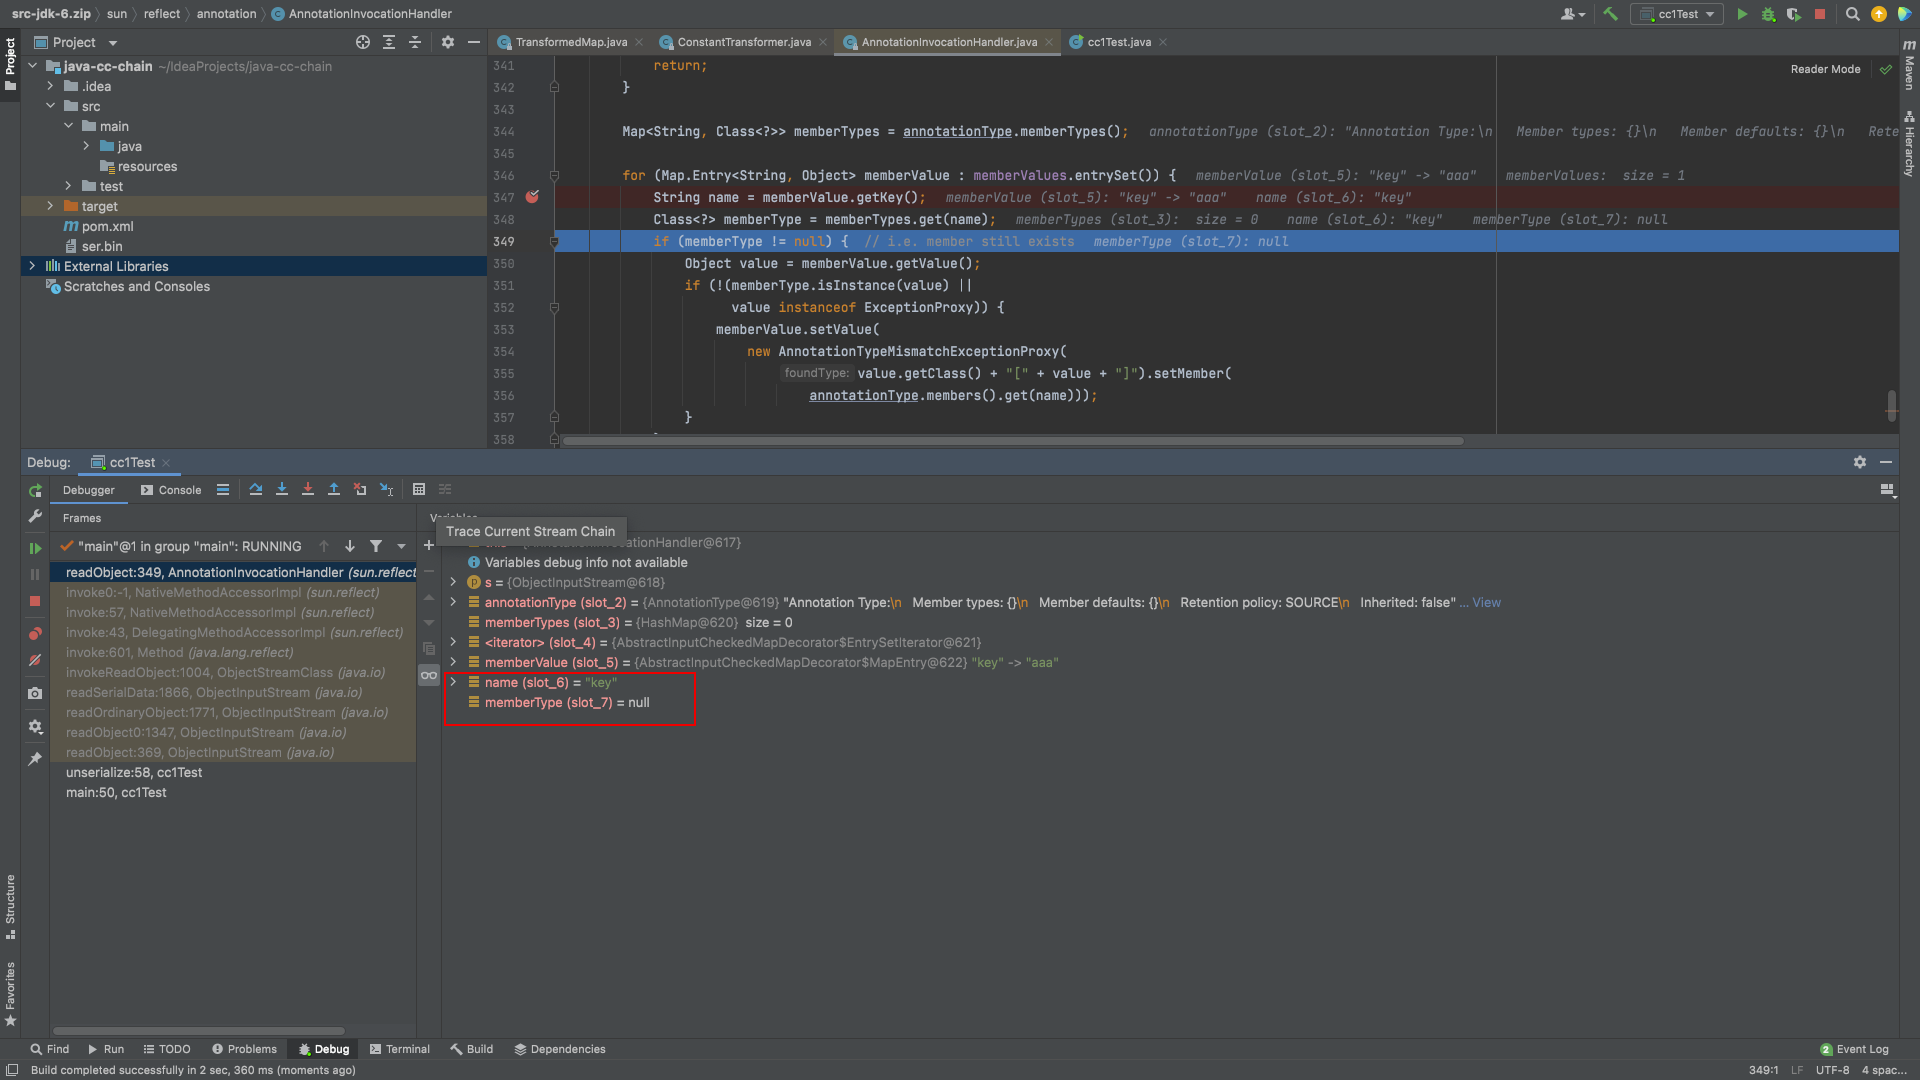 src-jdk-6.zip sun reflect annotation AnnotationInvocationHandler
cc1Test
Project
TransformedMap.java ConstantTransformer.java AnnotationInvocationHandler.java cc1Test.java
Project
java-cc-chain ~/IdeaProjects/java-cc-chain
.idea
src
main
java
resources
test
target
pom.xml
ser.bin
External Libraries
Scratches and Consoles
Reader Mode
Maven
Hierarchy
341 return;
342 }
343
344 Map<String, Class<?>> memberTypes = annotationType.memberTypes(); annotationType (slot_2): "Annotation Type:\n Member types: {}\n Member defaults: {}\n Rete
345
346 for (Map.Entry<String, Object> memberValue : memberValues.entrySet()) { memberValue (slot_5): "key" -> "aaa" memberValues: size = 1
347 String name = memberValue.getKey(); memberValue (slot_5): "key" -> "aaa" name (slot_6): "key"
348 Class<?> memberType = memberTypes.get(name); memberTypes (slot_3): size = 0 name (slot_6): "key" memberType (slot_7): null
349 if (memberType != null) { // i.e. member still exists memberType (slot_7): null
350 Object value = memberValue.getValue();
351 if (!(memberType.isInstance(value) ||
352 value instanceof ExceptionProxy)) {
353 memberValue.setValue(
354 new AnnotationTypeMismatchExceptionProxy(
355 foundType: value.getClass() + "[" + value + "]").setMember(
356 annotationType.members().get(name)));
357 }
358
Debug: cc1Test
Debugger Console
Frames
"main"@1 in group "main": RUNNING
readObject:349, AnnotationInvocationHandler (sun.reflect
invoke0:-1, NativeMethodAccessorImpl (sun.reflect)
invoke:57, NativeMethodAccessorImpl (sun.reflect)
invoke:43, DelegatingMethodAccessorImpl (sun.reflect)
invoke:601, Method (java.lang.reflect)
invokeReadObject:1004, ObjectStreamClass (java.io)
readSerialData:1866, ObjectInputStream (java.io)
readOrdinaryObject:1771, ObjectInputStream (java.io)
readObject0:1347, ObjectInputStream (java.io)
readObject:369, ObjectInputStream (java.io)
unserialize:58, cc1Test
main:50, cc1Test
Trace Current Stream Chain
Variables debug info not available
s = {ObjectInputStream@618}
annotationType (slot_2) = {AnnotationType@619} "Annotation Type:\n Member types: {}\n Member defaults: {}\n Retention policy: SOURCE\n Inherited: false" ... View
memberTypes (slot_3) = {HashMap@620} size = 0
<iterator> (slot_4) = {AbstractInputCheckedMapDecorator$EntrySetIterator@621}
memberValue (slot_5) = {AbstractInputCheckedMapDecorator$MapEntry@622} "key" -> "aaa"
name (slot_6) = "key"
memberType (slot_7) = null
Structure
Favorites
Find Run TODO Problems Debug Terminal Build Dependencies
2 Event Log
Build completed successfully in 2 sec, 360 ms (moments ago)
349:1 LF UTF-8 4 spac...